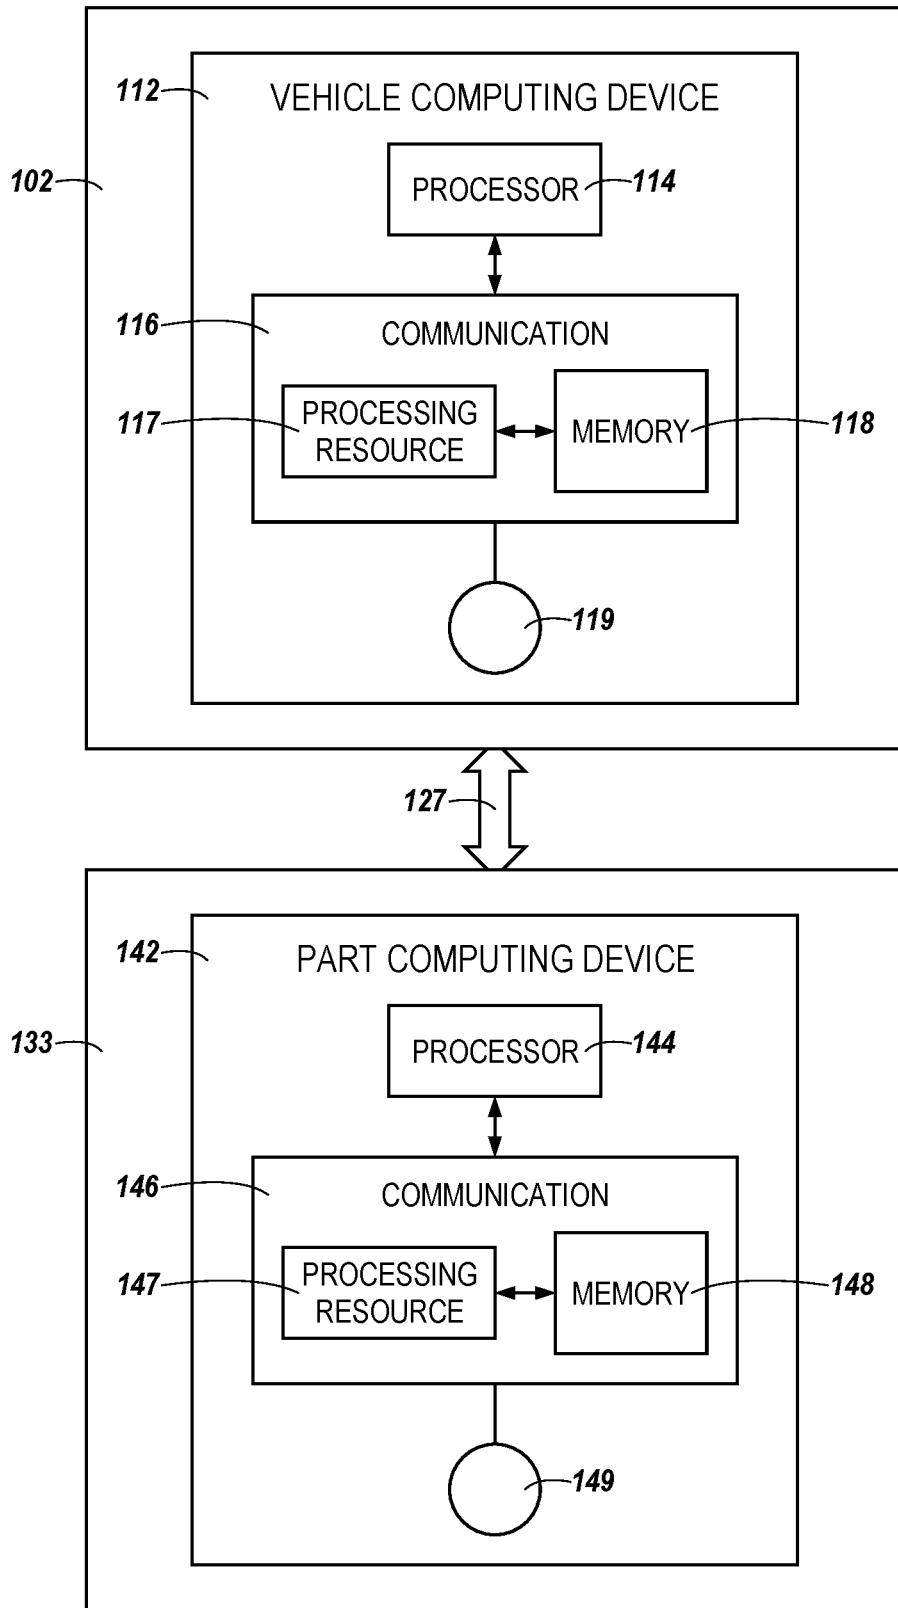 112
VEHICLE COMPUTING DEVICE
102
PROCESSOR
114
116
COMMUNICATION
117
PROCESSING
RESOURCE
MEMORY
118
119
127
142
PART COMPUTING DEVICE
133
PROCESSOR
144
146
COMMUNICATION
147
PROCESSING
RESOURCE
MEMORY
148
149